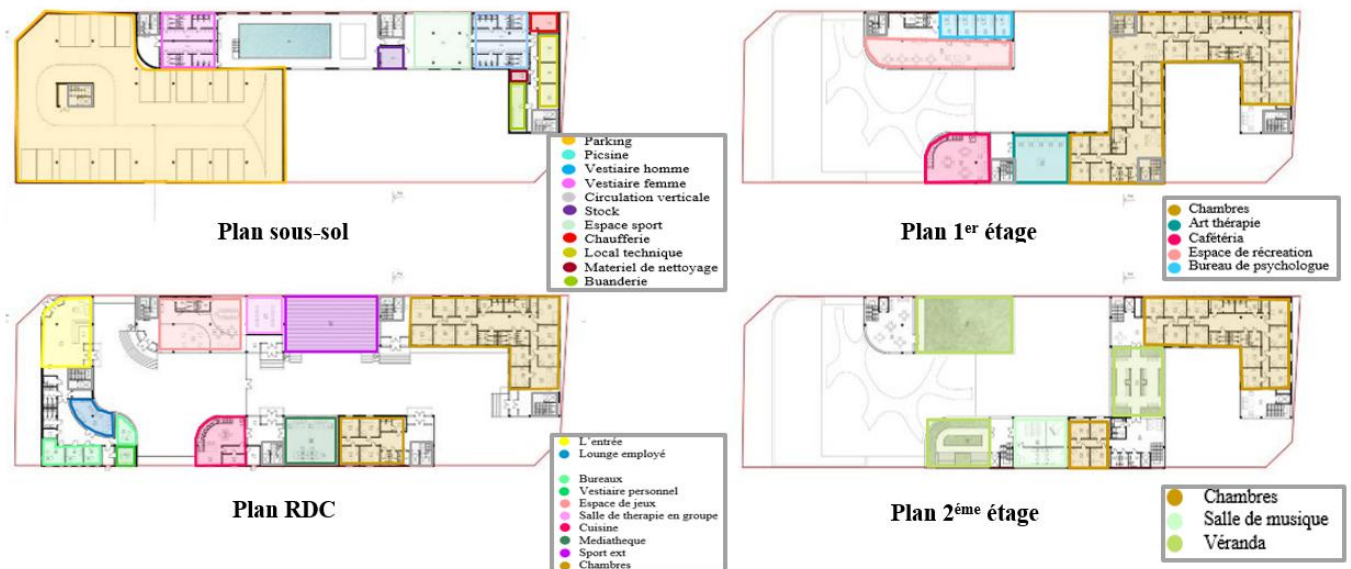 Parking
Picsine
Vestiaire homme
Vestiaire femme
Circulation verticale
Stock
Espace sport
Chaufferie
Local technique
Materiel de nettoyage
Buanderie
Plan sous-sol
Chambres
Art thérapie
Cafétéria
Espace de récreation
Bureau de psychologue
Plan 1er étage
L'entrée
Lounge employé
Bureaux
Vestiaire personnel
Espace de jeux
Salle de therapie en groupe
Cuisine
Mediatheque
Sport ext
Chambres
Plan RDC
Chambres
Salle de musique
Véranda
Plan 2éme étage